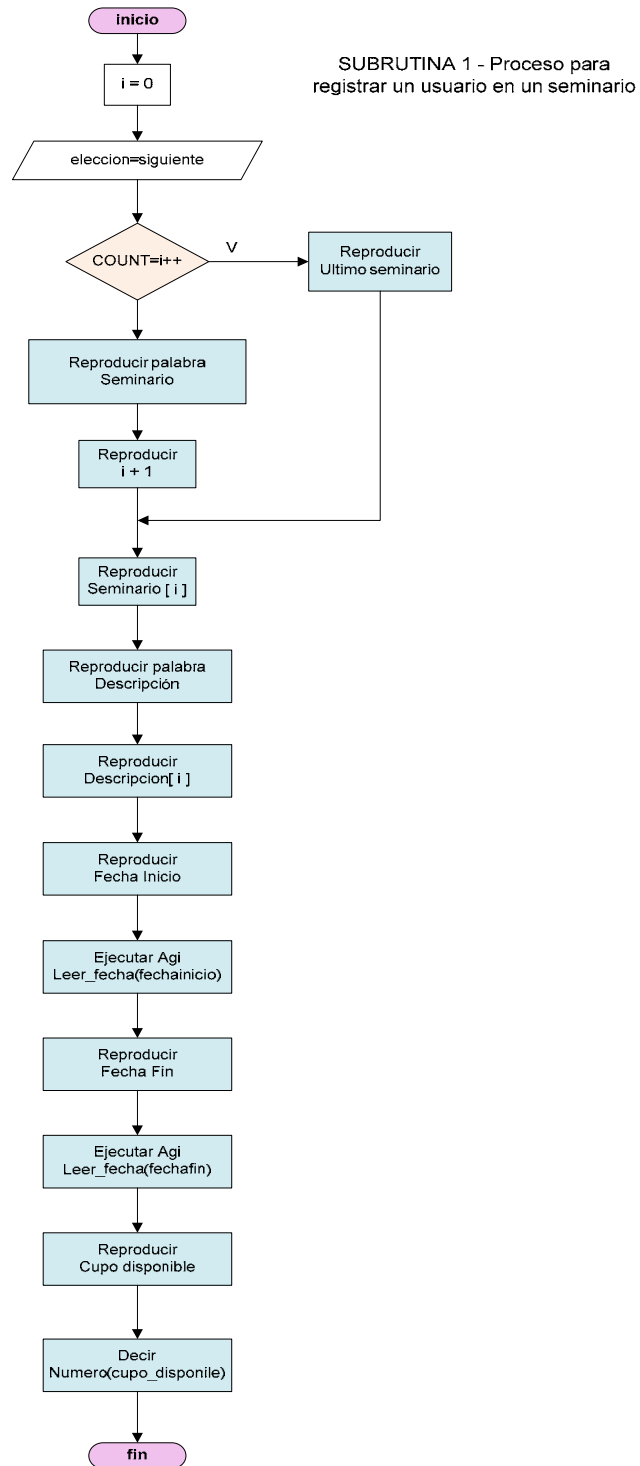 inicio
SUBRUTINA 1 - Proceso para
registrar un usuario en un seminario
i = 0
eleccion=siguiente
COUNT=i++
V
Reproducir
Ultimo seminario
Reproducir palabra
Seminario
Reproducir
i + 1
Reproducir
Seminario [ i ]
Reproducir palabra
Descripción
Reproducir
Descripcion[ i ]
Reproducir
Fecha Inicio
Ejecutar Agi
Leer_fecha(fechainicio)
Reproducir
Fecha Fin
Ejecutar Agi
Leer_fecha(fechafin)
Reproducir
Cupo disponible
Decir
Numero(cupo_disponile)
fin